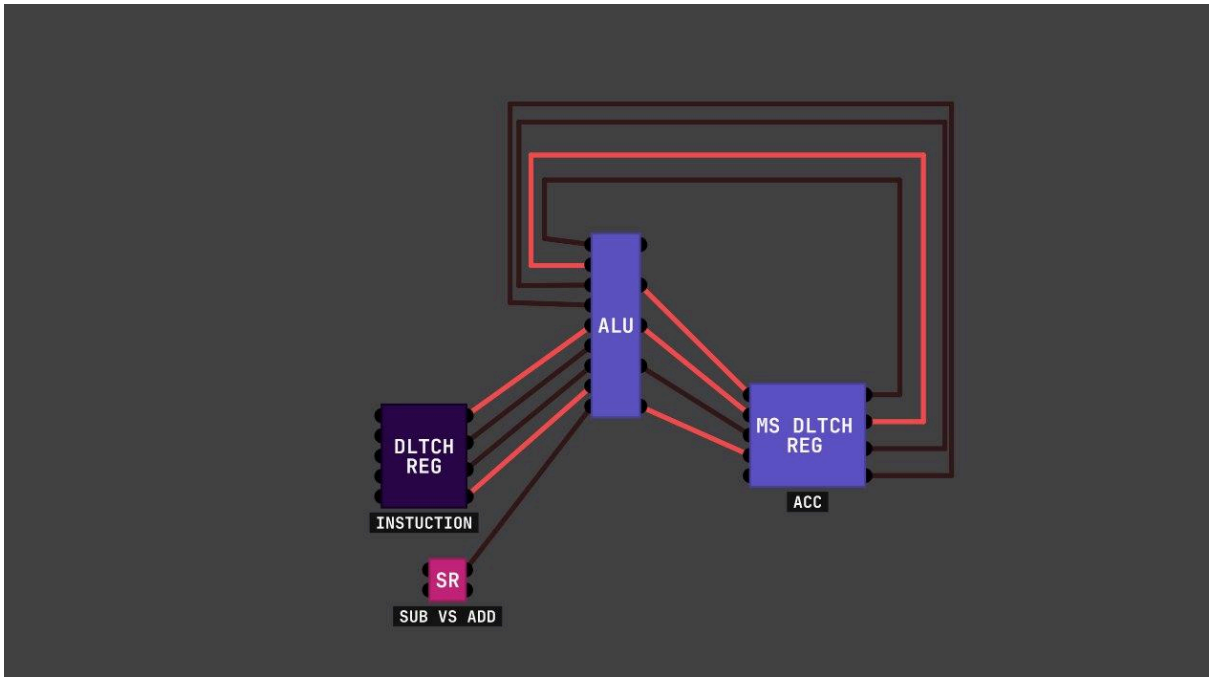 ALU
DLTCH
REG
INSTUCTION
MS DLTCH
REG
ACC
SR
SUB VS ADD